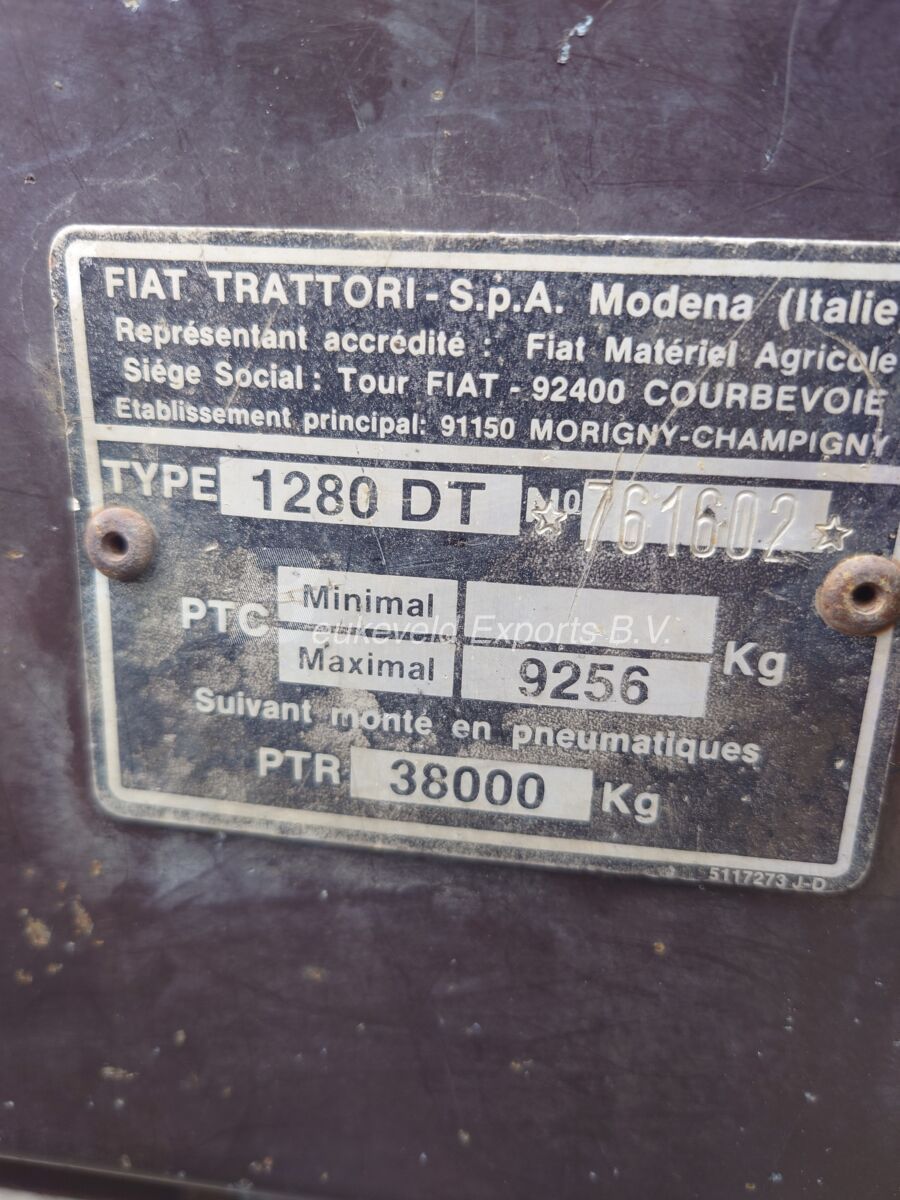 FIAT TRATTORI - S.p.A. Modena (Italie
Représentant accrédité : Fiat Matériel Agricole
Siége Social : Tour FIAT - 92400 COURBEVOIE
Etablissement principal: 91150 MORIGNY-CHAMPIGNY
TYPE 1280 DT No ☆761602☆
PTC Minimal Kg
Maximal 9256
eukeveld Exports B.V.
Suivant monte en pneumatiques
PTR 38000 Kg
5117273 J-D